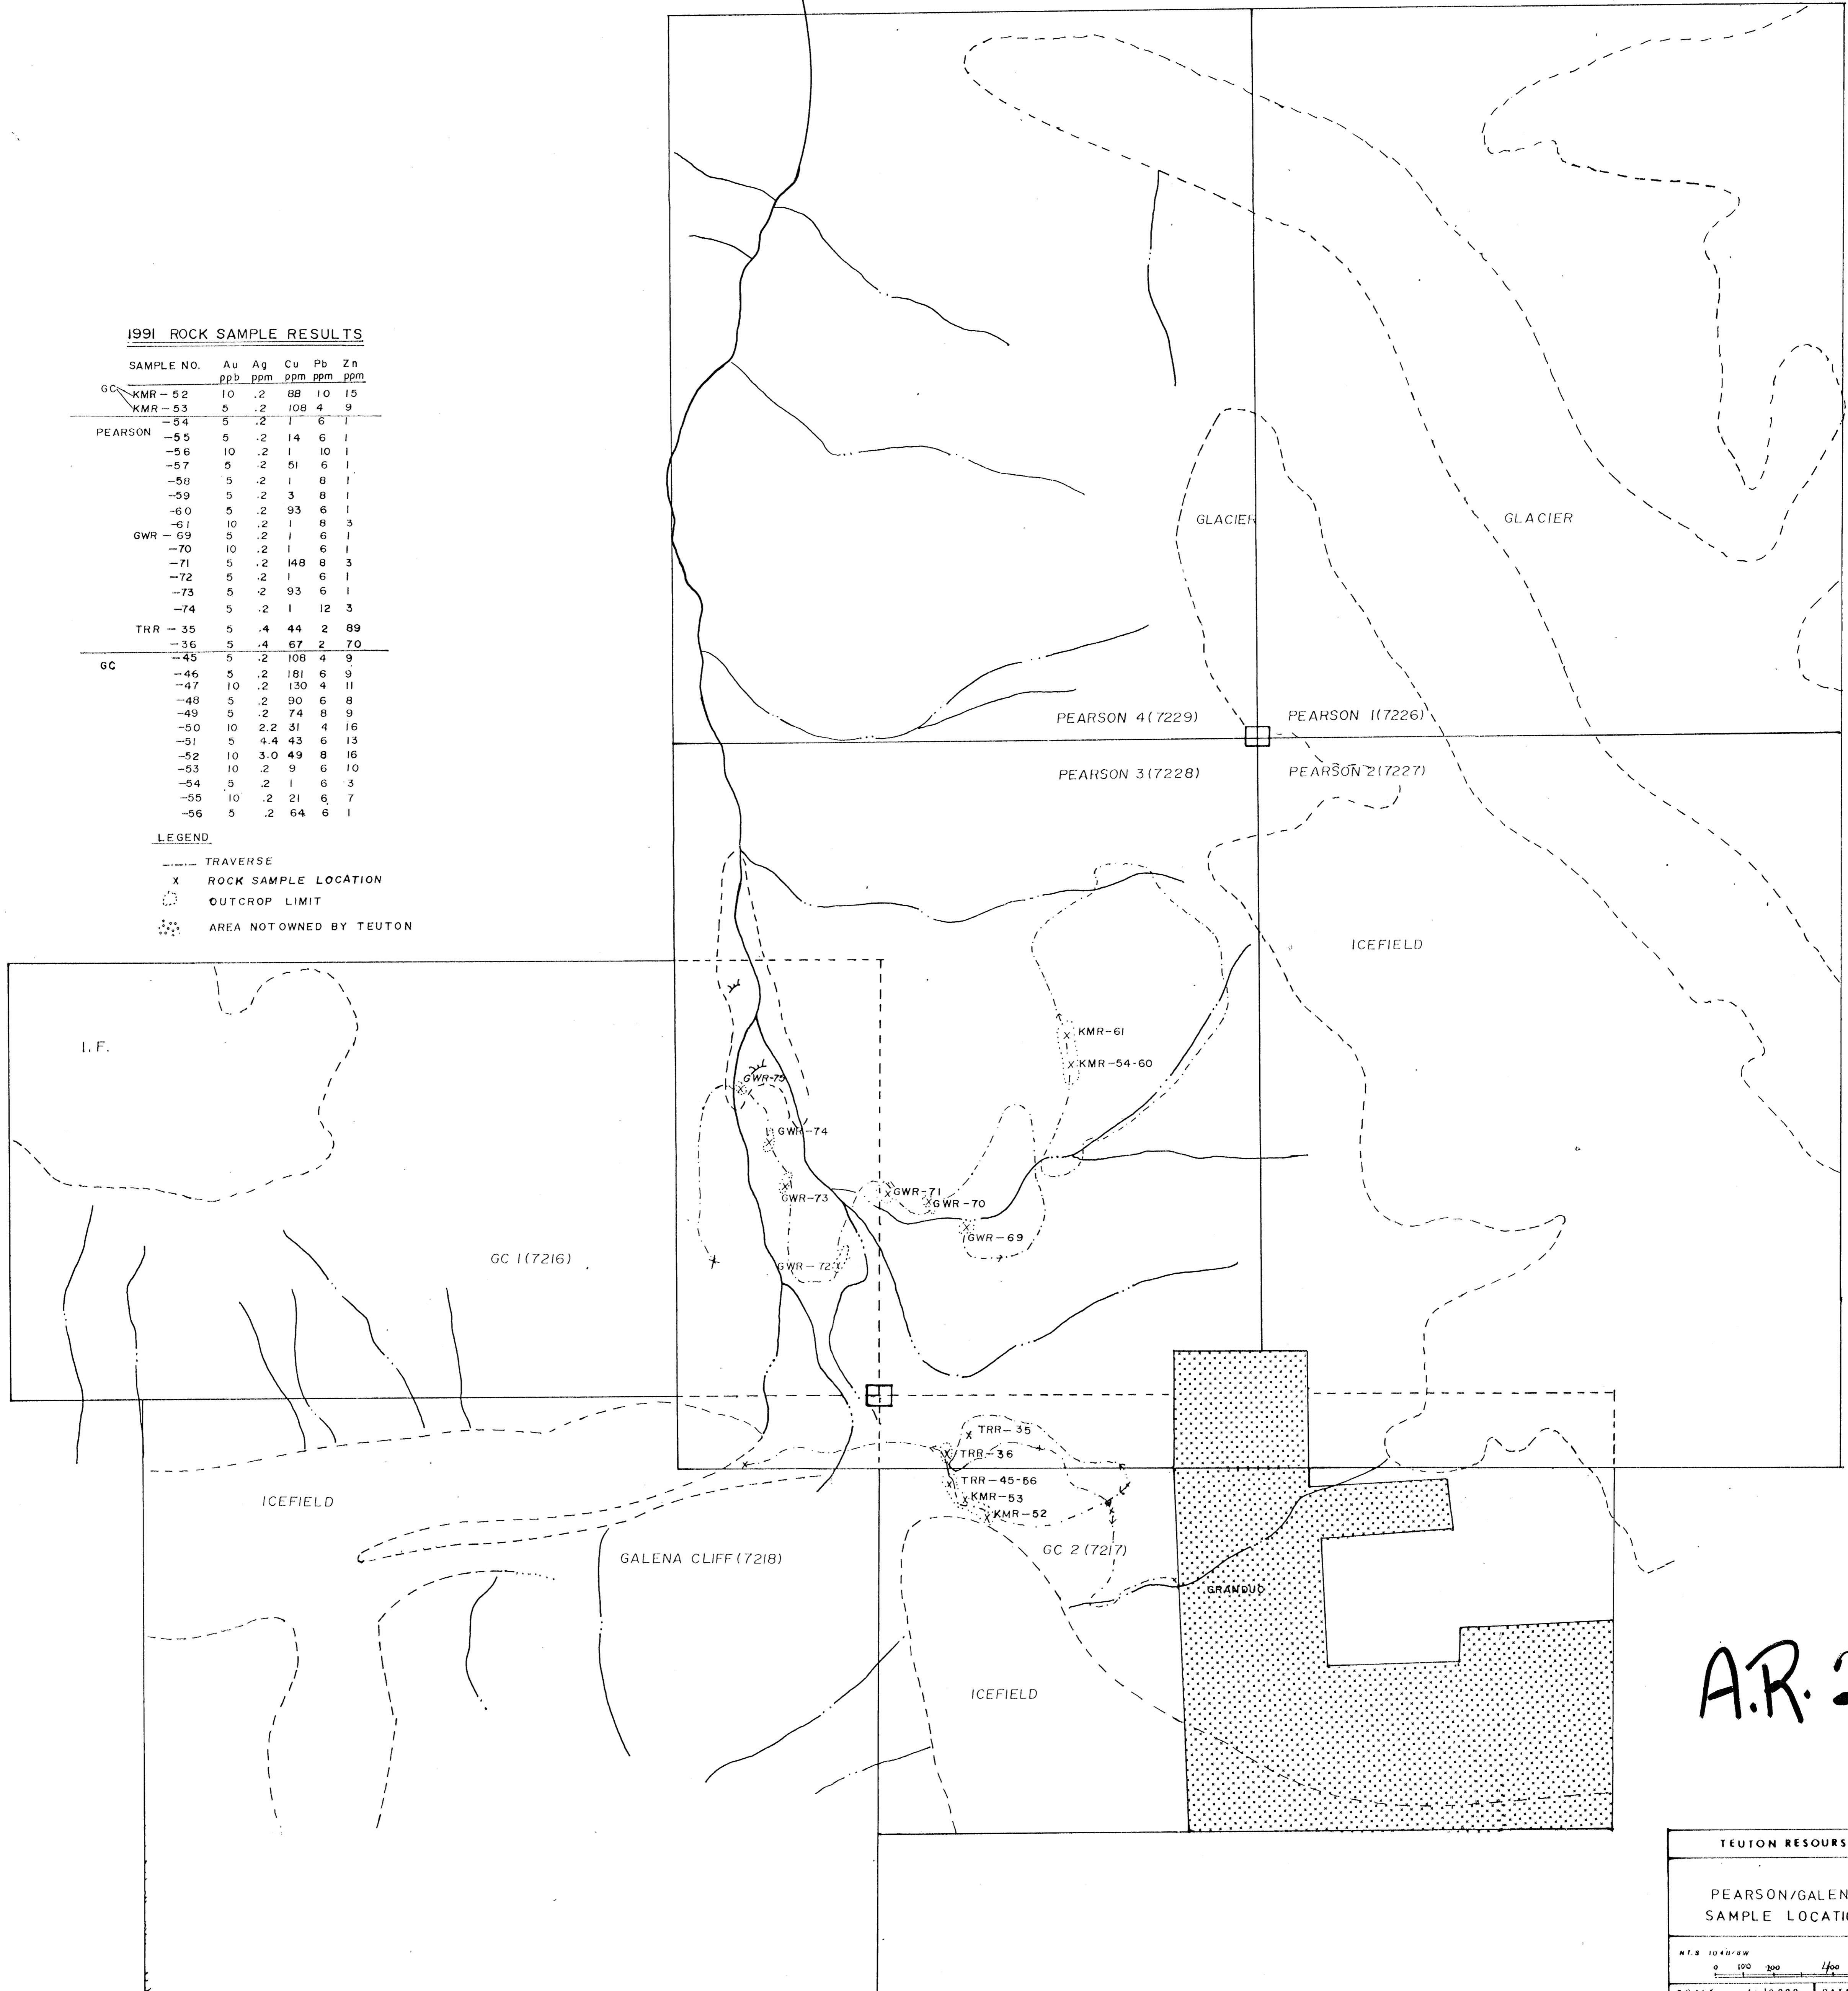 1991 ROCK SAMPLE RESULTS
SAMPLE NO. Au Ag Cu Pb Zn
ppb ppm ppm ppm ppm
GC KMR-52 10 .2 88 10 15
KMR-53 5 .2 108 4 9
-54 5 .2 1 6 1
PEARSON -55 5 .2 14 6 1
-56 10 .2 1 10 1
-57 5 .2 51 6 1
-58 5 .2 1 8 1
-59 5 .2 3 8 1
-60 5 .2 93 6 1
-61 10 .2 1 8 3
GWR-69 5 .2 1 6 1
-70 10 .2 1 6 1
-71 5 .2 148 8 3
-72 5 .2 1 6 1
-73 5 .2 93 6 1
-74 5 .2 1 12 3
TRR-35 5 .4 44 2 89
-36 5 .4 67 2 70
GC -45 5 .2 108 4 9
-46 5 .2 181 6 9
-47 10 .2 130 4 11
-48 5 .2 90 6 8
-49 5 .2 74 8 9
-50 10 2.2 31 4 16
-51 5 4.4 43 6 13
-52 10 3.0 49 8 16
-53 10 .2 9 6 10
-54 5 .2 1 6 3
-55 10 .2 21 6 7
-56 5 .2 64 6 1
LEGEND
TRAVERSE
X ROCK SAMPLE LOCATION
OUTCROP LIMIT
AREA NOT OWNED BY TEUTON
GLACIER
GLACIER
PEARSON 4(7229)
PEARSON 1(7226)
PEARSON 3(7228)
PEARSON 2(7227)
ICEFIELD
I.F.
KMR-61
KMR-54-60
GWR-75
GWR-74
GWR-73
GWR-71
GWR-70
GWR-69
GWR-72
GC 1(7216)
TRR-35
TRR-36
TRR-45-56
KMR-53
KMR-52
ICEFIELD
GALENA CLIFF(7218)
GC 2(7217)
GRANDUC
ICEFIELD
A.R.
TEUTON RESOURS
PEARSON/GALEN
SAMPLE LOCATIO
N.T.S 104B/8W
0 100 200 400